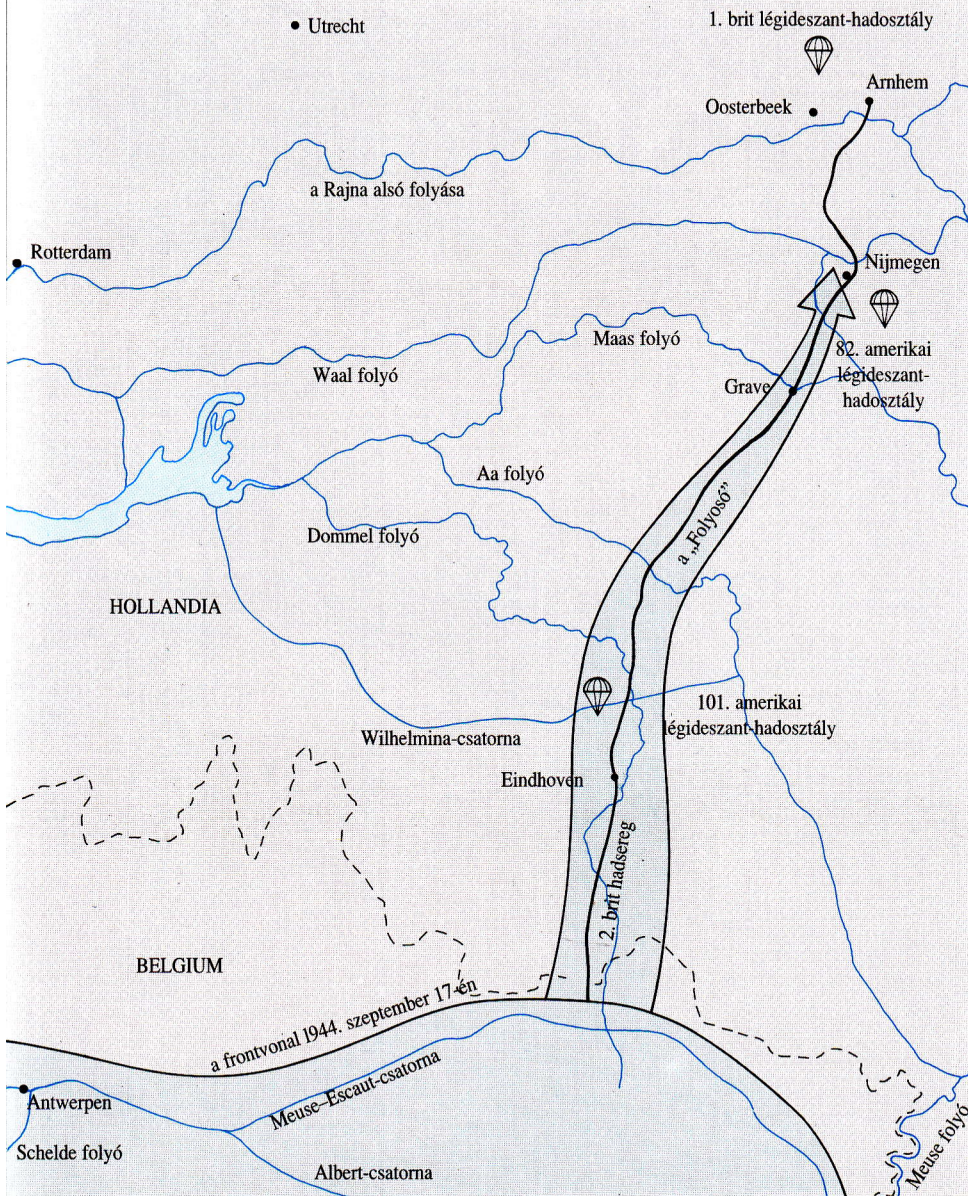 1. brit légideszant-hadosztály
Utrecht
Arnhem
Oosterbeek
a Rajna alsó folyása
Rotterdam
Nijmegen
Maas folyó
82. amerikai
légideszant-
hadosztály
Waal folyó
Grave
Aa folyó
a „Folyosó”
Dommel folyó
HOLLANDIA
101. amerikai
légideszant-hadosztály
Wilhelmina-csatorna
Eindhoven
2. brit hadsereg
BELGIUM
a frontvonal 1944. szeptember 17-én
Meuse–Escaut-csatorna
Antwerpen
Schelde folyó
Albert-csatorna
Meuse folyó